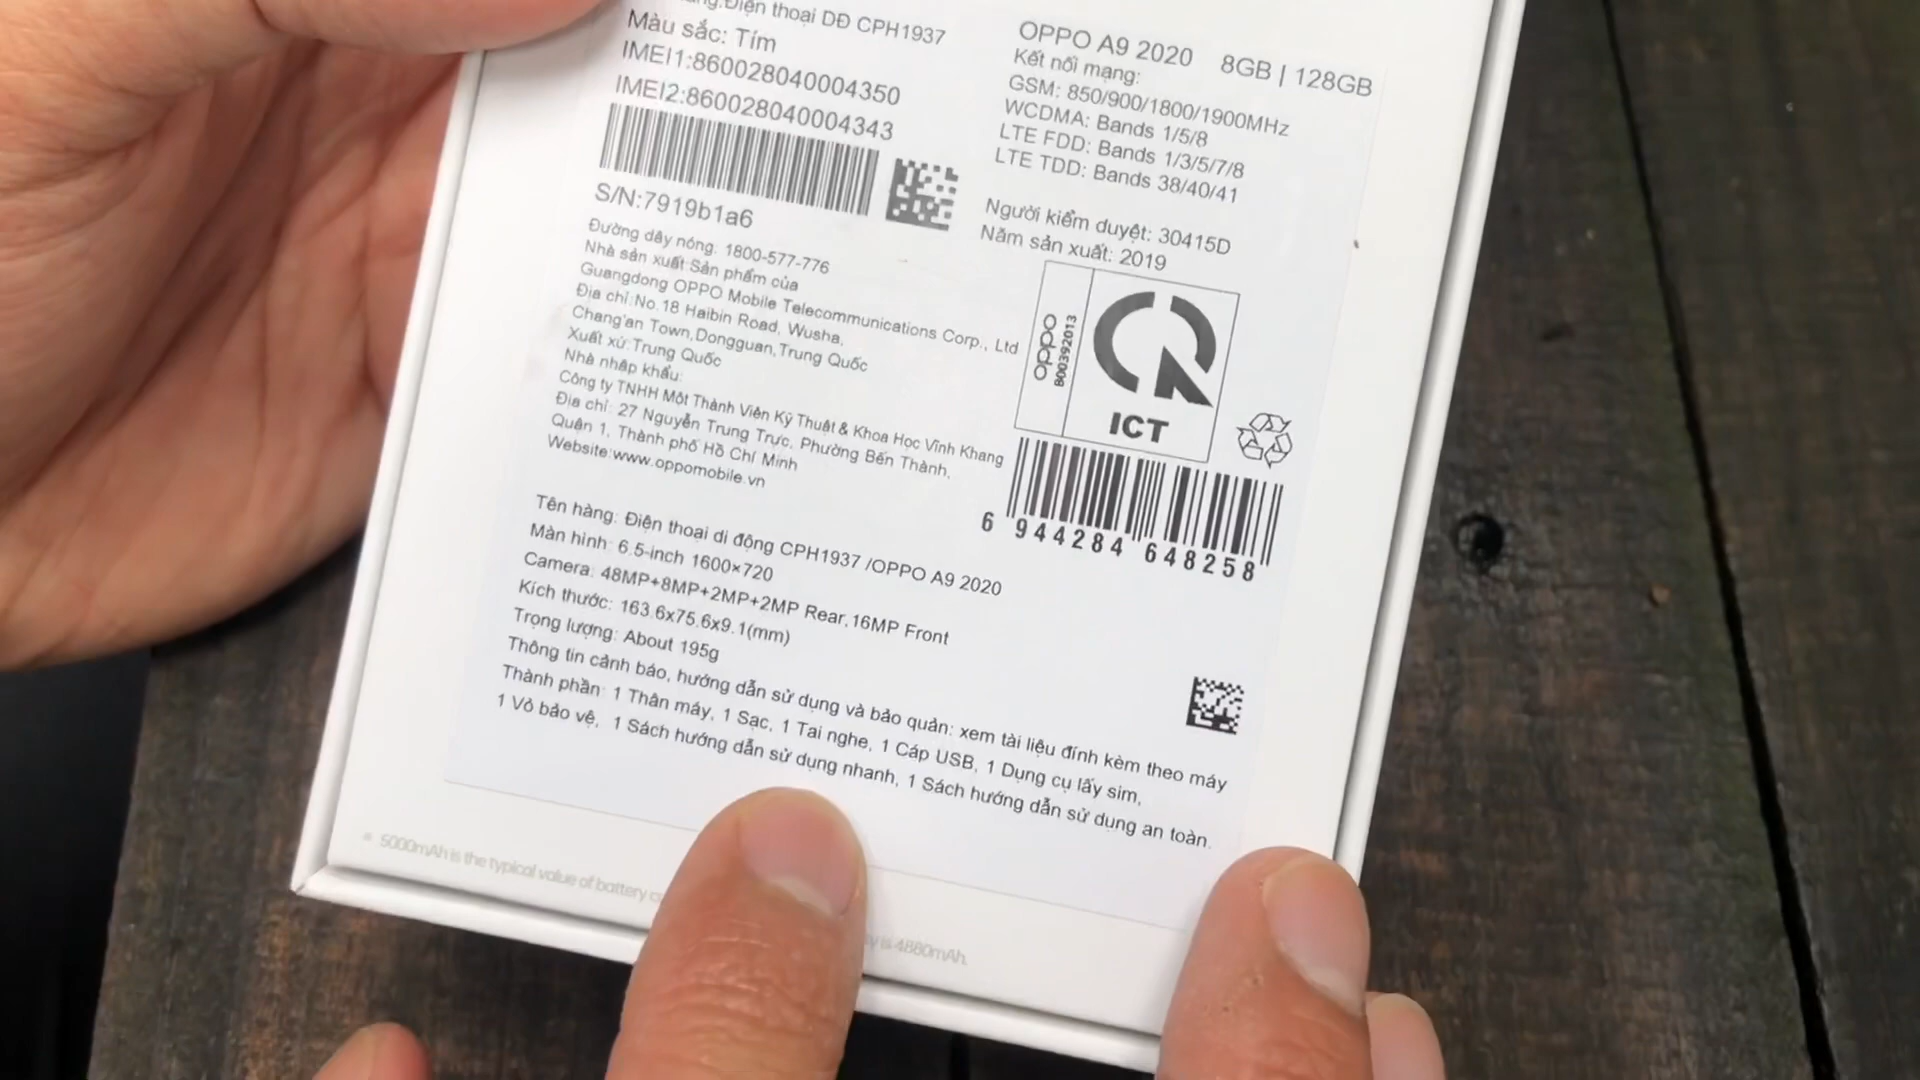 Điện thoại DĐ CPH1937
Màu sắc: Tím
IMEI1:860028040004350
IMEI2:860028040004343
S/N:7919b1a6
Đường dây nóng: 1800-577-776
Nhà sản xuất:Sản phẩm của
Guangdong OPPO Mobile Telecommunications Corp., Ltd
Địa chỉ:No.18 Haibin Road, Wusha,
Chang'an Town,Dongguan,Trung Quốc
Xuất xứ:Trung Quốc
Nhà nhập khẩu:
Công ty TNHH Một Thành Viên Kỹ Thuật & Khoa Học Vĩnh Khang
Địa chỉ: 27 Nguyễn Trung Trực, Phường Bến Thành,
Quận 1, Thành phố Hồ Chí Minh
Website:www.oppomobile.vn
OPPO A9 2020 8GB | 128GB
Kết nối mạng:
GSM: 850/900/1800/1900MHz
WCDMA: Bands 1/5/8
LTE FDD: Bands 1/3/5/7/8
LTE TDD: Bands 38/40/41
Người kiểm duyệt: 30415D
Năm sản xuất: 2019
oppo
B00392013
ICT
6 944284 648258
Tên hàng: Điện thoại di động CPH1937 /OPPO A9 2020
Màn hình: 6.5-inch 1600×720
Camera: 48MP+8MP+2MP+2MP Rear,16MP Front
Kích thước: 163.6x75.6x9.1(mm)
Trọng lượng: About 195g
Thông tin cảnh báo, hướng dẫn sử dụng và bảo quản: xem tài liệu đính kèm theo máy
Thành phần: 1 Thân máy, 1 Sạc, 1 Tai nghe, 1 Cáp USB, 1 Dụng cụ lấy sim,
1 Vỏ bảo vệ, 1 Sách hướng dẫn sử dụng nhanh, 1 Sách hướng dẫn sử dụng an toàn.
* 5000mAh is the typical value of battery is 4880mAh.